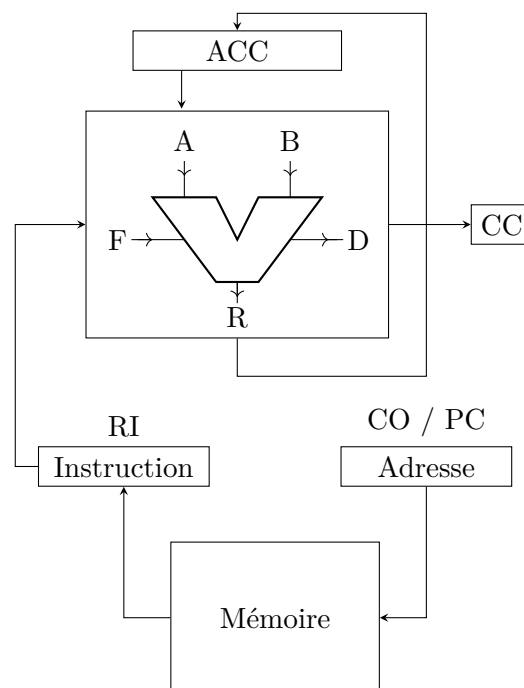 ACC
A B
F D CC
R
RI CO / PC
Instruction Adresse
Mémoire